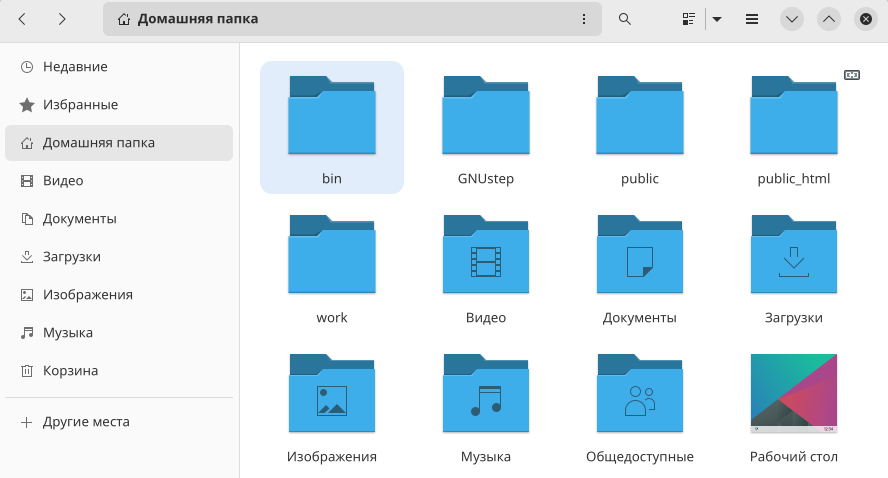 Домашняя папка
Недавние
Избранные
Домашняя папка
Видео
Документы
Загрузки
Изображения
Музыка
Корзина
Другие места
bin
GNUstep
public
public_html
work
Видео
Документы
Загрузки
Изображения
Музыка
Общедоступные
Рабочий стол